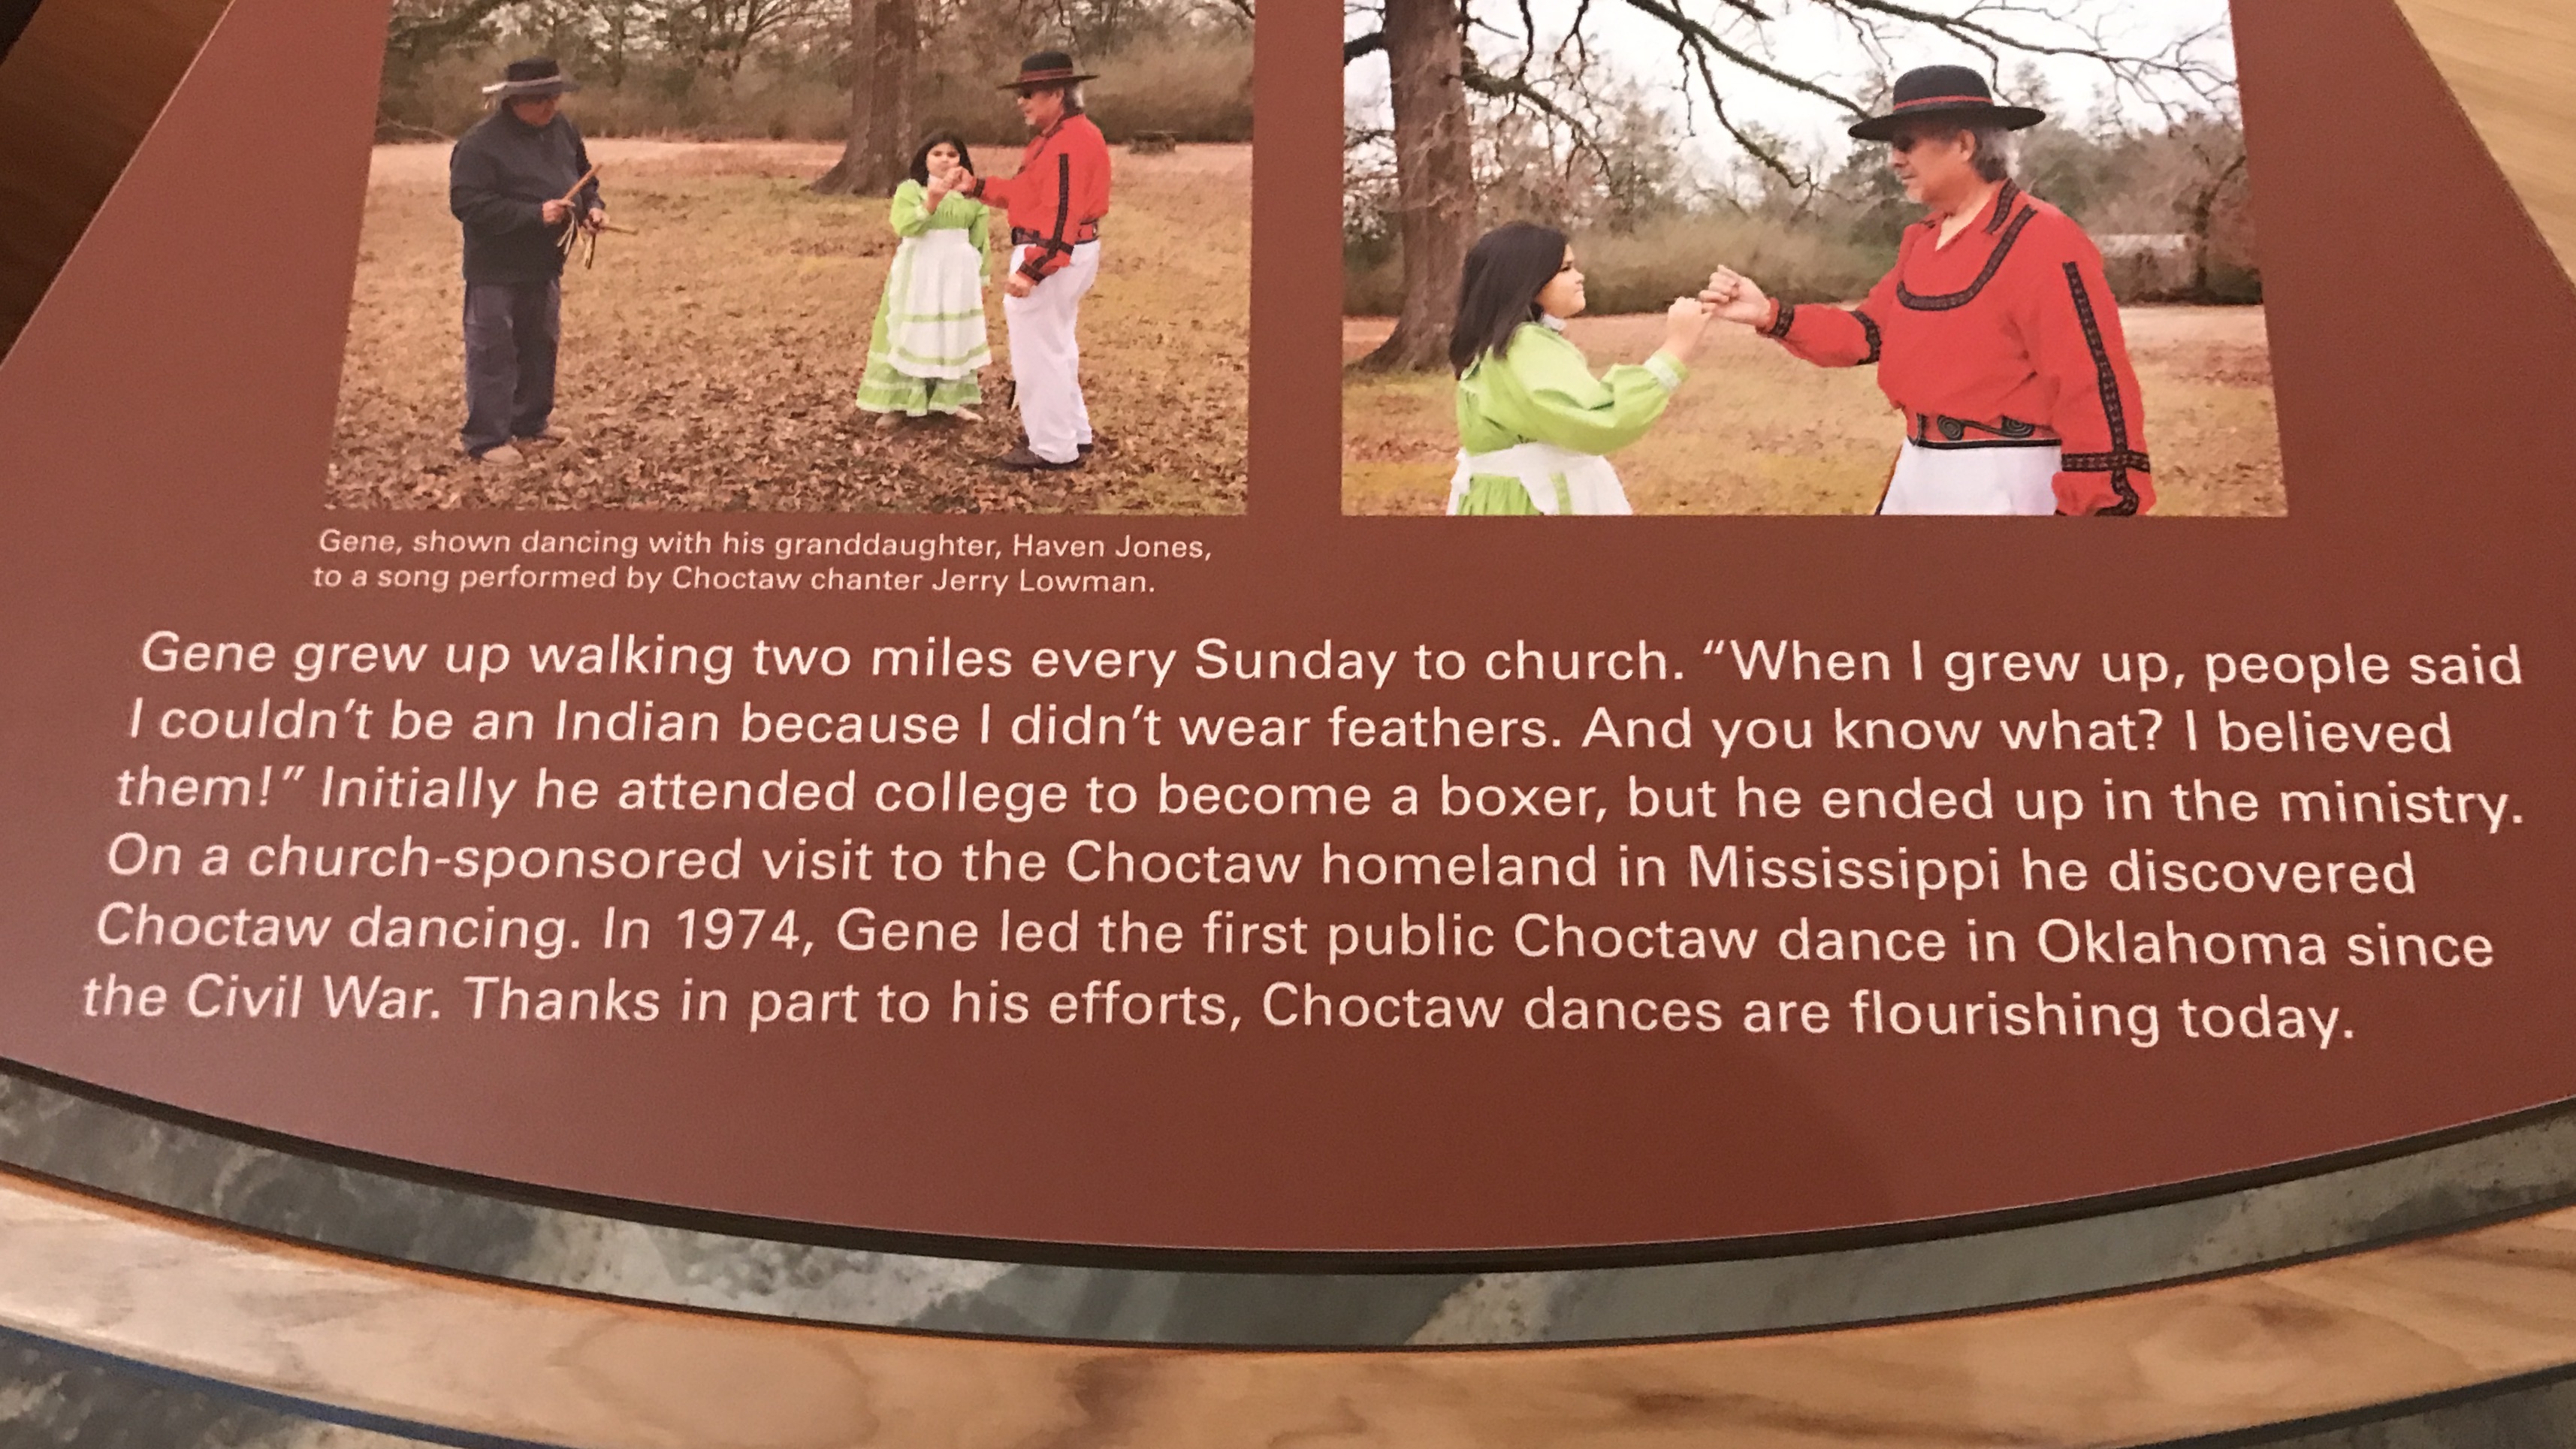 Gene, shown dancing with his granddaughter, Haven Jones,
to a song performed by Choctaw chanter Jerry Lowman.
Gene grew up walking two miles every Sunday to church. “When I grew up, people said
I couldn’t be an Indian because I didn’t wear feathers. And you know what? I believed
them!” Initially he attended college to become a boxer, but he ended up in the ministry.
On a church-sponsored visit to the Choctaw homeland in Mississippi he discovered
Choctaw dancing. In 1974, Gene led the first public Choctaw dance in Oklahoma since
the Civil War. Thanks in part to his efforts, Choctaw dances are flourishing today.